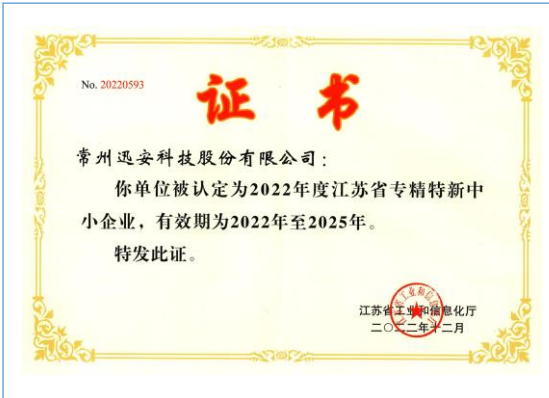 No. 20220593
证书
常州迅安科技股份有限公司：
你单位被认定为2022年度江苏省专精特新中
小企业，有效期为2022年至2025年。
特发此证。
江苏省工业和信息化厅
二〇二二年十二月